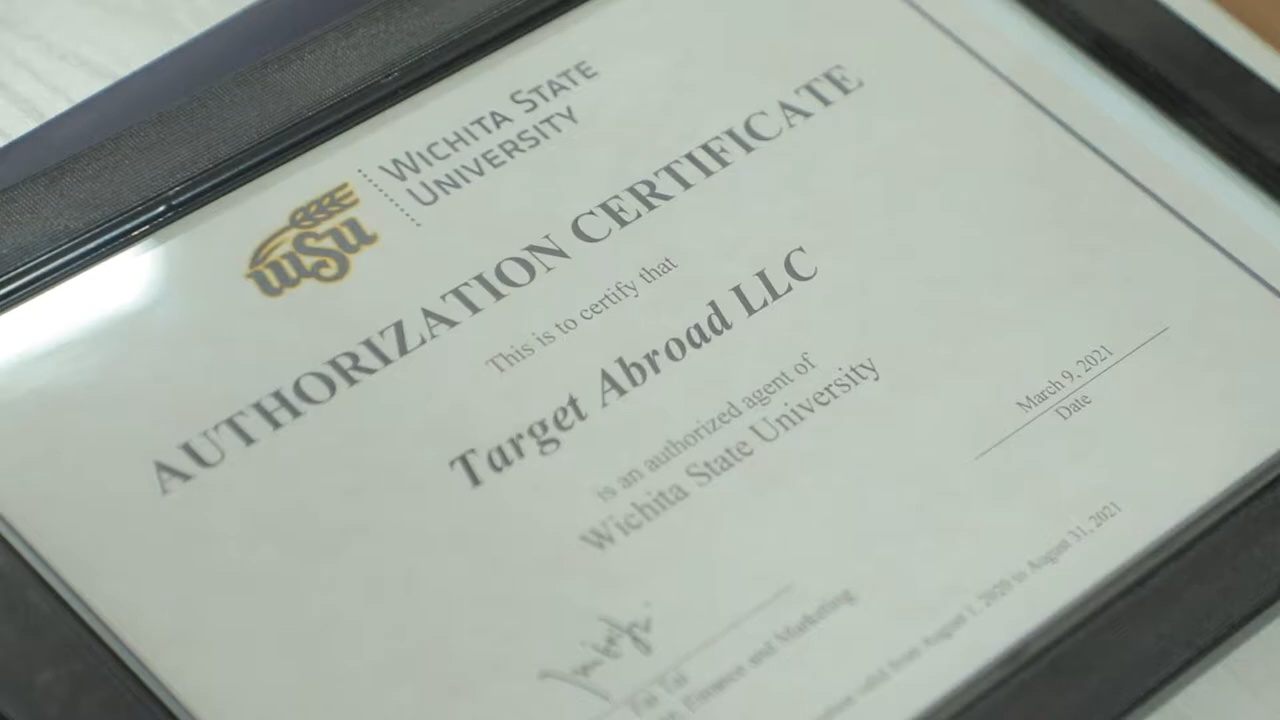 WSU
WICHITA STATE
UNIVERSITY
AUTHORIZATION CERTIFICATE
This is to certify that
Target Abroad LLC
is an authorized agent of
Wichita State University
March 9, 2021
Date
Finance and Marketing
valid from August 1, 2020 to August 31, 2021